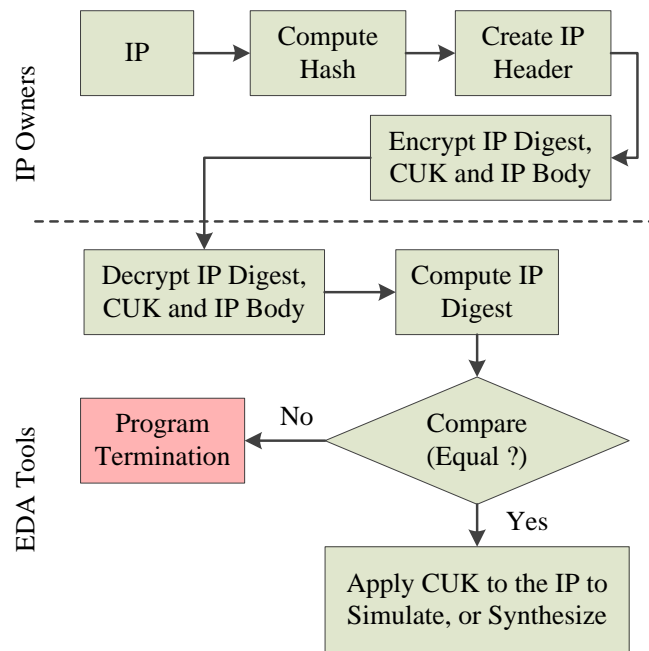 IP Owners
IP
Compute
Hash
Create IP
Header
Encrypt IP Digest,
CUK and IP Body
EDA Tools
Decrypt IP Digest,
CUK and IP Body
Compute IP
Digest
Program
Termination
No
Compare
(Equal ?)
Yes
Apply CUK to the IP to
Simulate, or Synthesize